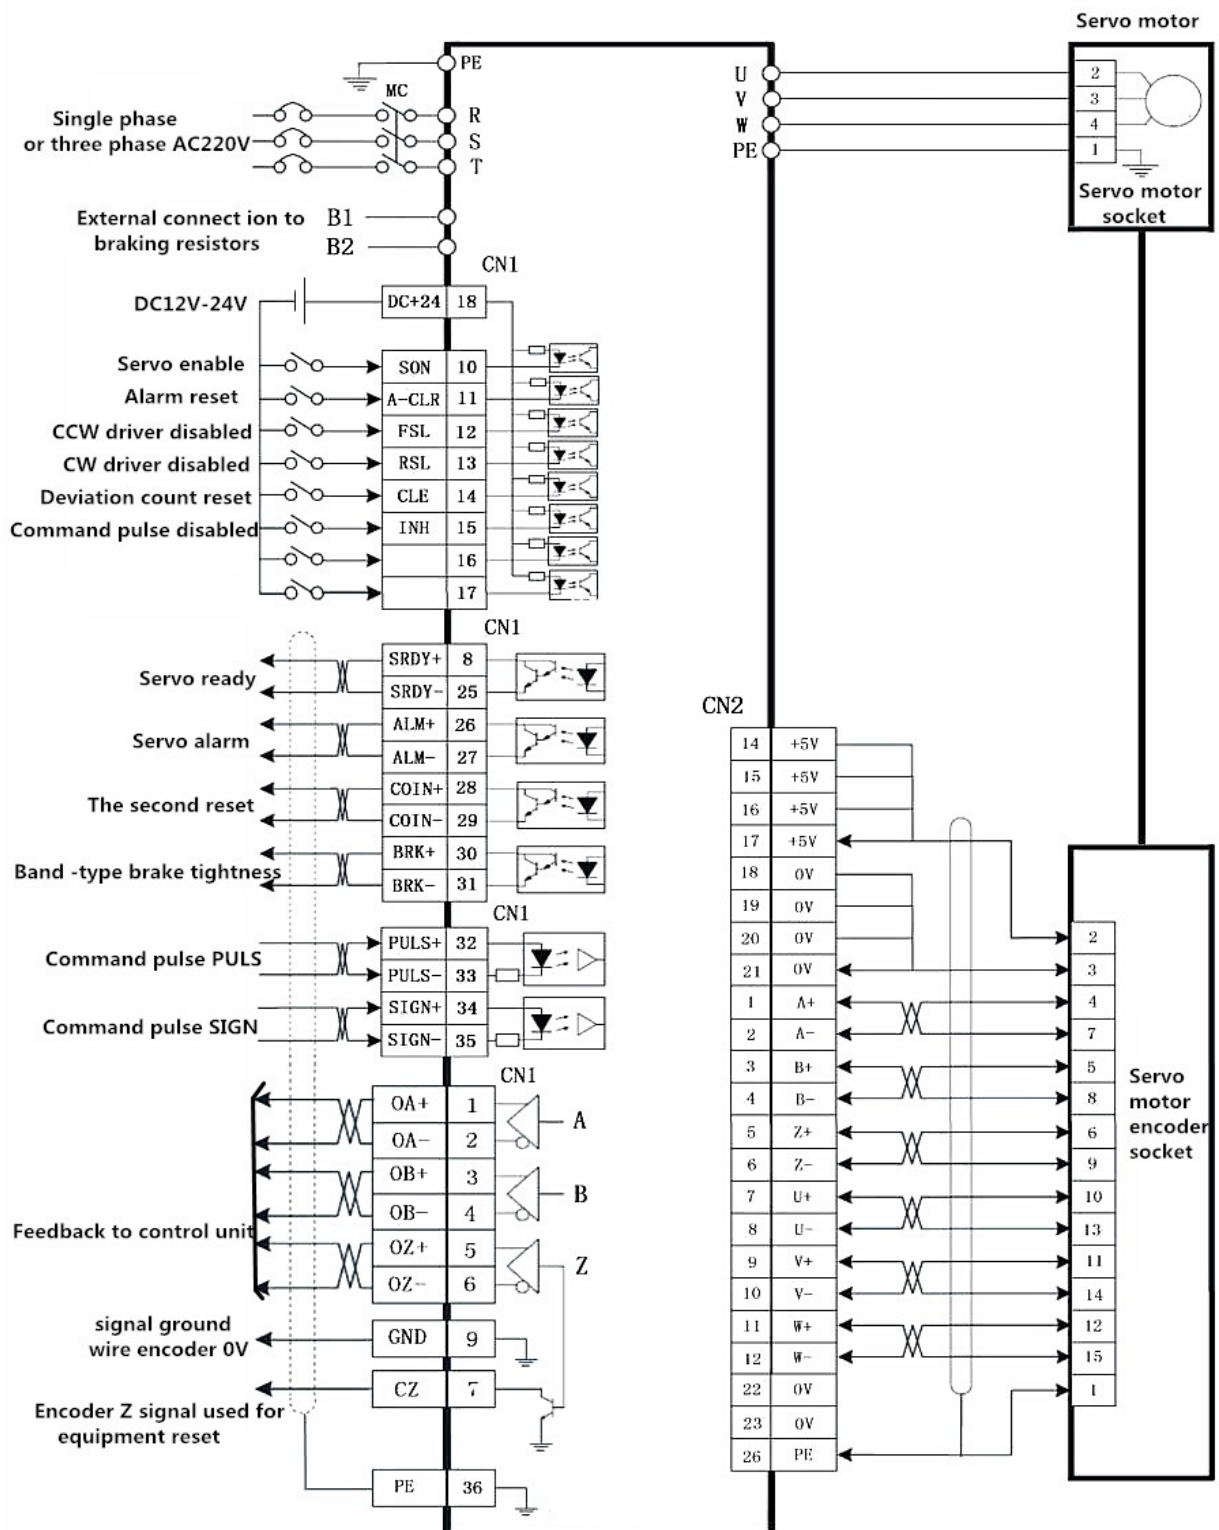 Servo motor
PE
U
2
MC
V
3
Single phase
R
W
4
or three phase AC220V
S
PE
1
T
Servo motor
socket
External connect ion to
B1
braking resistors
B2
CN1
DC12V-24V
DC+24 18
Servo enable
SON 10
Alarm reset
A-CLR 11
CCW driver disabled
FSL 12
CW driver disabled
RSL 13
Deviation count reset
CLE 14
Command pulse disabled
INH 15
16
17
CN1
SRDY+ 8
Servo ready
SRDY- 25
ALM+ 26
Servo alarm
ALM- 27
COIN+ 28
The second reset
COIN- 29
BRK+ 30
Band -type brake tightness
BRK- 31
CN1
PULS+ 32
Command pulse PULS
PULS- 33
SIGN+ 34
Command pulse SIGN
SIGN- 35
CN1
OA+ 1
A
OA- 2
OB+ 3
B
OB- 4
Feedback to control unit
OZ+ 5
Z
OZ- 6
signal ground
wire encoder 0V
GND 9
CZ 7
Encoder Z signal used for
equipment reset
PE 36
CN2
14 +5V
15 +5V
16 +5V
17 +5V
18 0V
19 0V
20 0V
21 0V
1 A+
2 A-
3 B+
4 B-
5 Z+
6 Z-
7 U+
8 U-
9 V+
10 V-
11 W+
12 W-
22 0V
23 0V
26 PE
2
3
4
7
5
8
6
9
10
13
11
14
12
15
1
Servo
motor
encoder
socket